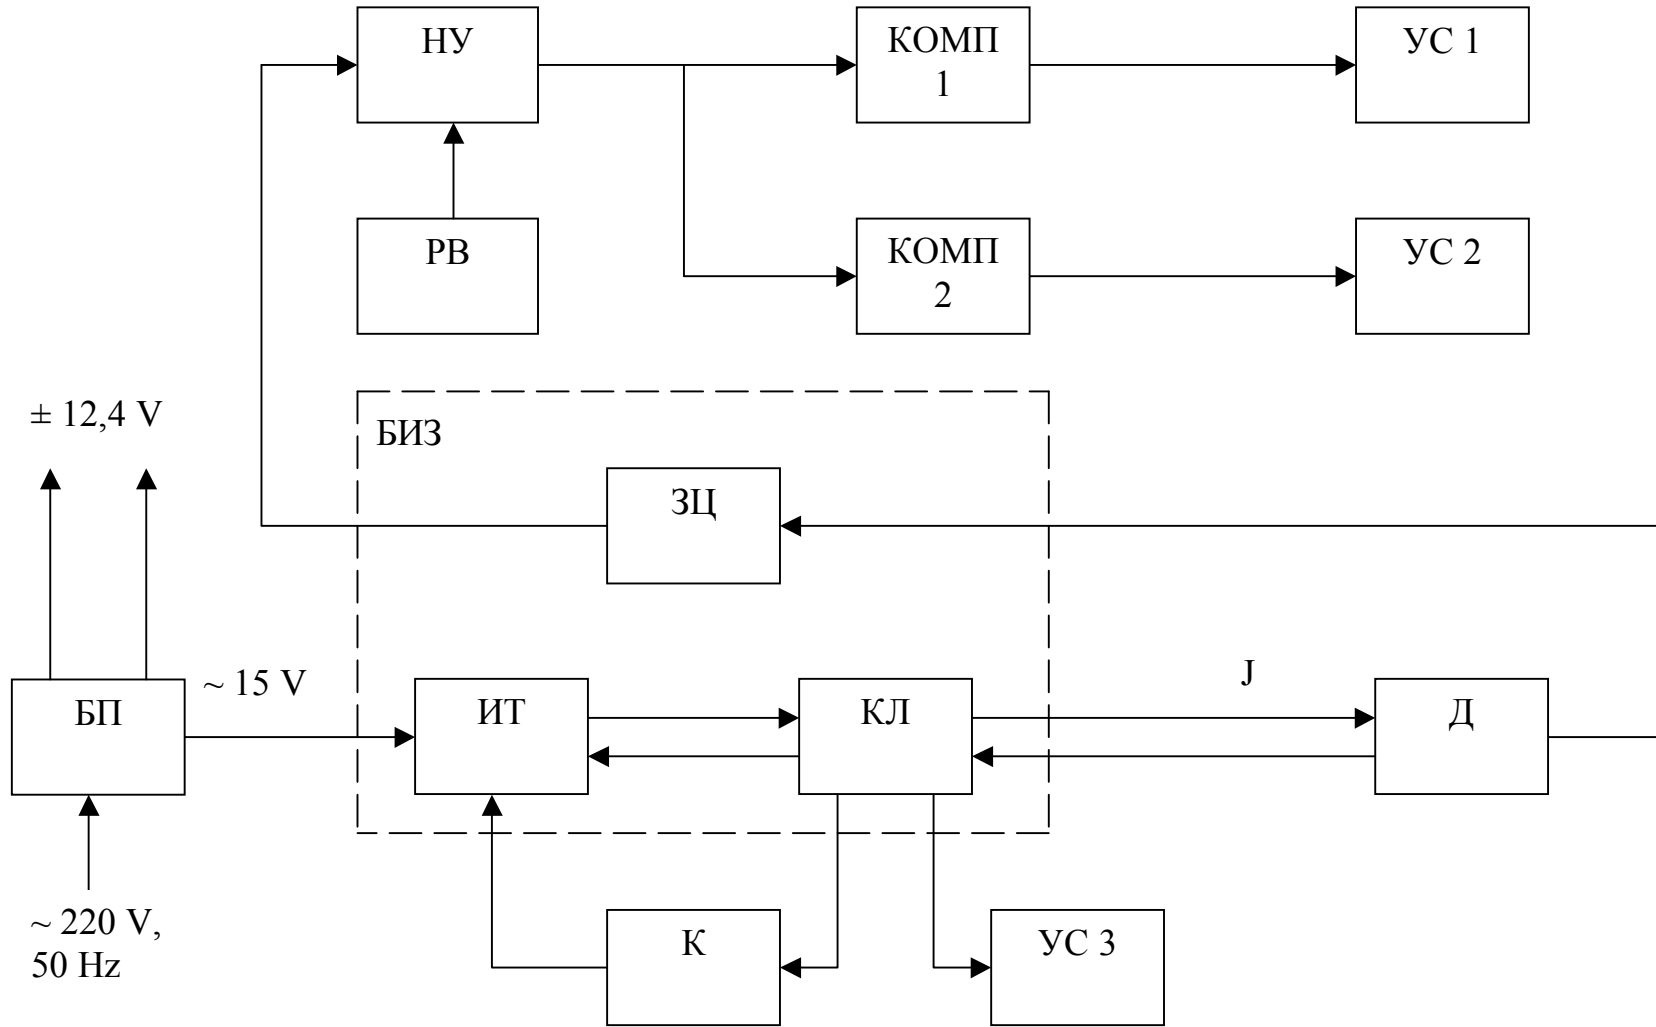 НУ
КОМП
1
УС 1
РВ
КОМП
2
УС 2
± 12,4 V
БИЗ
ЗЦ
~ 15 V
БП
ИТ
КЛ
J
Д
~ 220 V,
50 Hz
К
УС 3